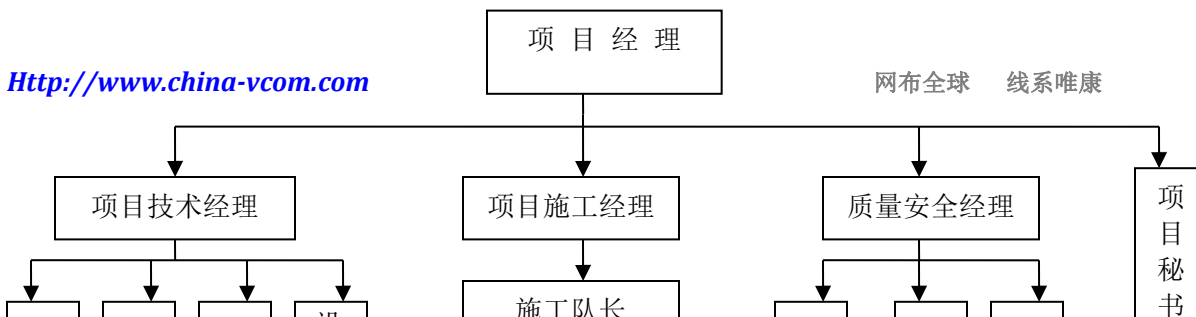 项 目 经 理
Http://www.china-vcom.com
网布全球 线系唯康
项目技术经理
项目施工经理
质量安全经理
项目秘书
施工队长